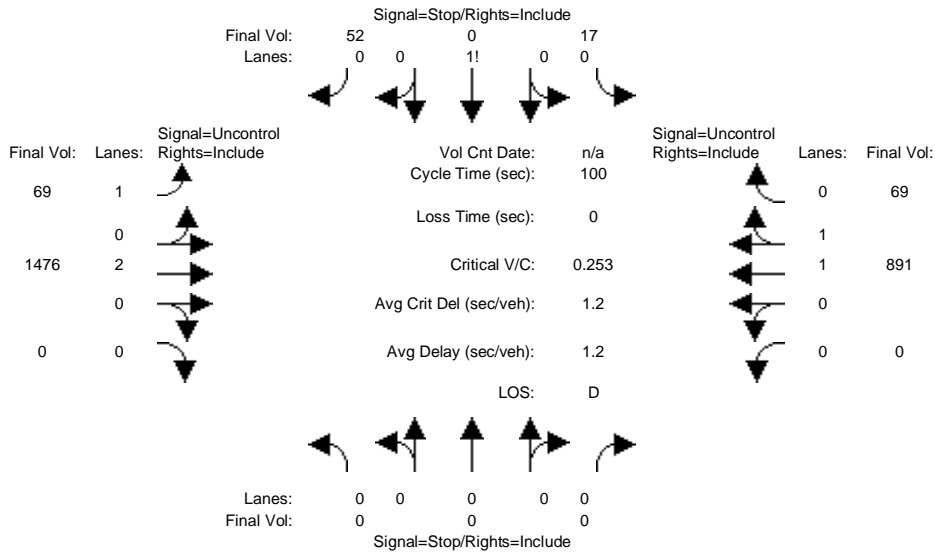 Signal=Stop/Rights=Include
Final Vol: 52 0 17
Lanes: 0 0 1! 0 0
Signal=Uncontrol Signal=Uncontrol
Final Vol: Lanes: Rights=Include Vol Cnt Date: n/a Rights=Include Lanes: Final Vol:
Cycle Time (sec): 100
69 1 0 69
Loss Time (sec): 0
0 1
1476 2 Critical V/C: 0.253 1 891
0 Avg Crit Del (sec/veh): 1.2 0
0 0 Avg Delay (sec/veh): 1.2 0 0
LOS: D
Lanes: 0 0 0 0 0
Final Vol: 0 0 0
Signal=Stop/Rights=Include